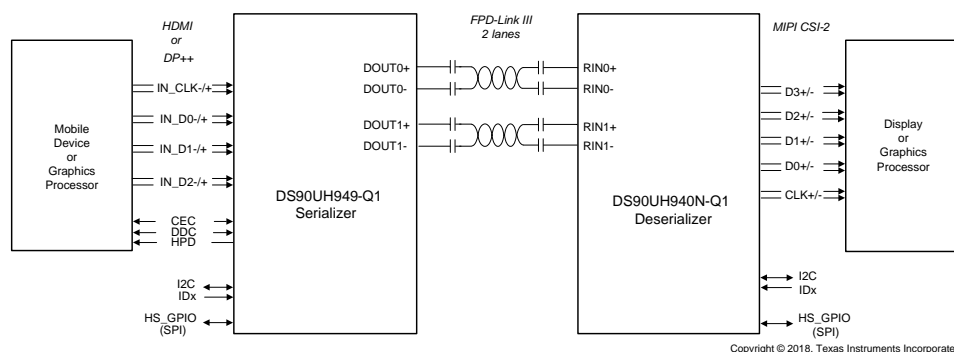 HDMI
or
DP++
FPD-Link III
2 lanes
MIPI CSI-2
Mobile
Device
or
Graphics
Processor
IN_CLK-/+
IN_D0-/+
IN_D1-/+
IN_D2-/+
CEC
DDC
HPD
I2C
IDx
HS_GPIO
(SPI)
DS90UH949-Q1
Serializer
DOUT0+
DOUT0-
DOUT1+
DOUT1-
RIN0+
RIN0-
RIN1+
RIN1-
DS90UH940N-Q1
Deserializer
D3+/-
D2+/-
D1+/-
D0+/-
CLK+/-
I2C
IDx
HS_GPIO
(SPI)
Display
or
Graphics
Processor
Copyright © 2018, Texas Instruments Incorporate